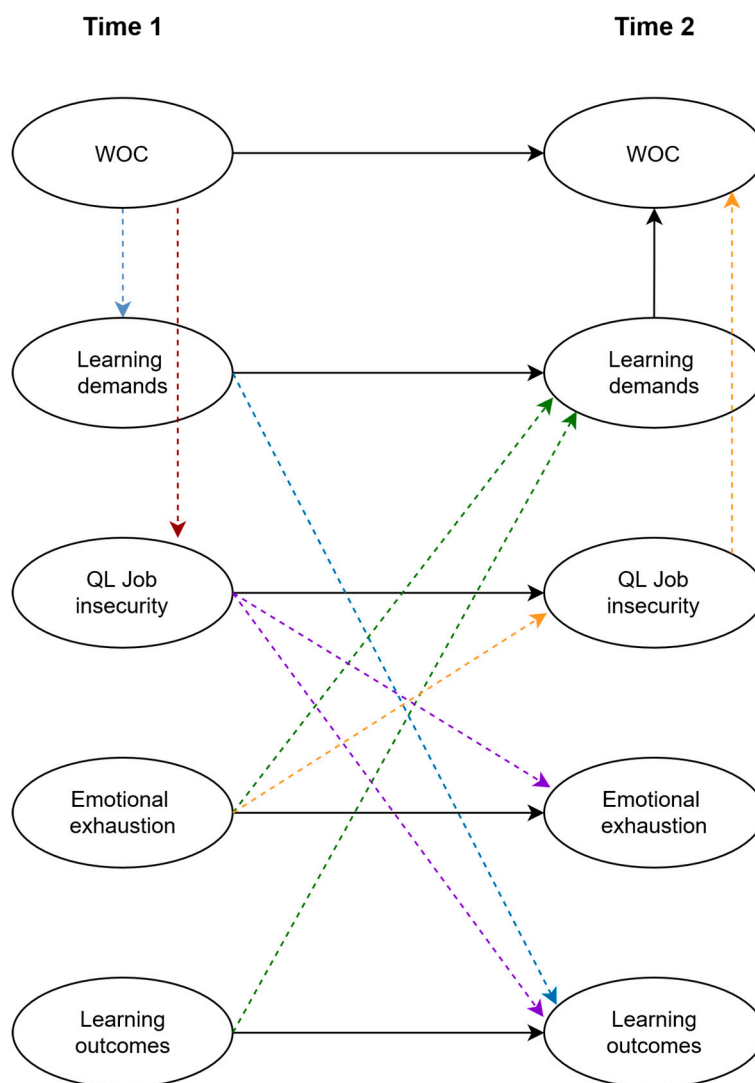 Time 1
Time 2
WOC
WOC
Learning
demands
Learning
demands
QL Job
insecurity
QL Job
insecurity
Emotional
exhaustion
Emotional
exhaustion
Learning
outcomes
Learning
outcomes